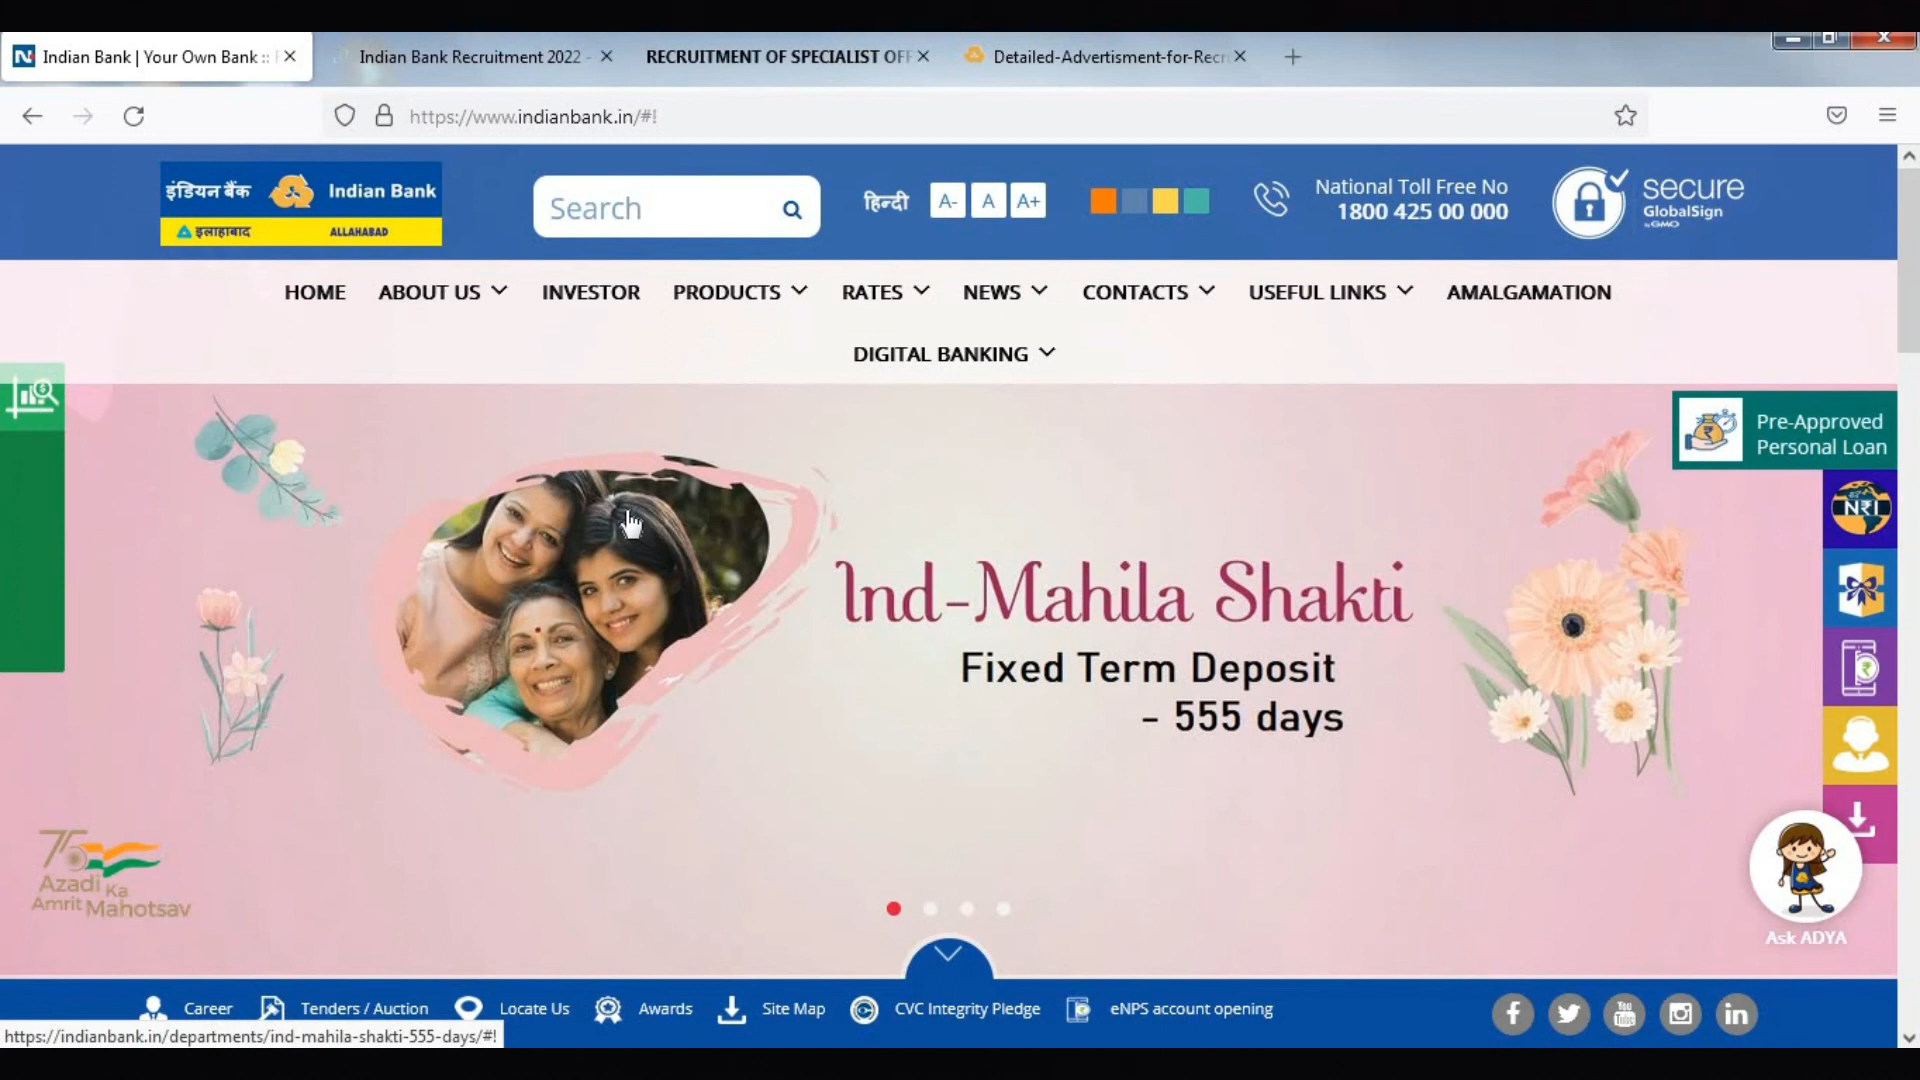 Indian Bank | Your Own Bank ::
Indian Bank Recruitment 2022 -
RECRUITMENT OF SPECIALIST OFF
Detailed-Advertisment-for-Recr
https://www.indianbank.in/#!
इंडियन बैंक Indian Bank
इलाहाबाद ALLAHABAD
Search
हिन्दी A- A A+
National Toll Free No
1800 425 00 000
secure
GlobalSign
by GMO
HOME ABOUT US INVESTOR PRODUCTS RATES NEWS CONTACTS USEFUL LINKS AMALGAMATION
DIGITAL BANKING
Pre-Approved
Personal Loan
NRI
Ind-Mahila Shakti
Fixed Term Deposit
- 555 days
75
Azadi Ka
Amrit Mahotsav
Ask ADYA
Career Tenders / Auction Locate Us Awards Site Map CVC Integrity Pledge eNPS account opening
https://indianbank.in/departments/ind-mahila-shakti-555-days/#!